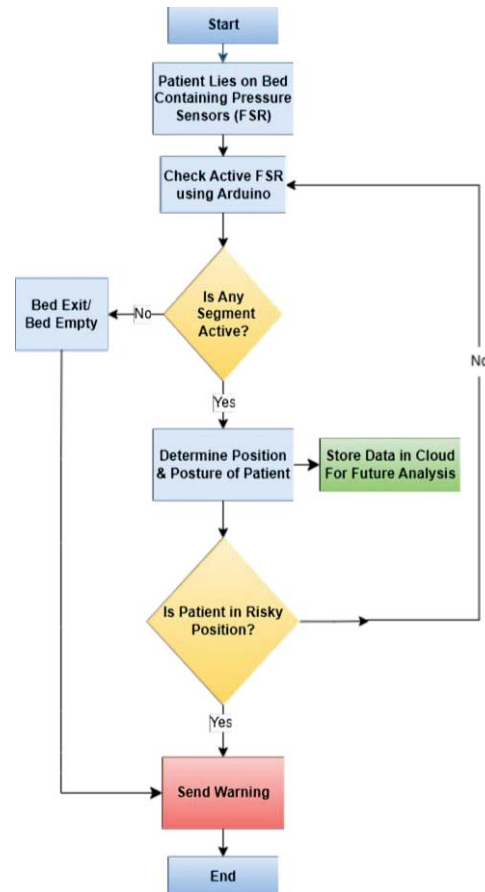 Start
Patient Lies on Bed
Containing Pressure
Sensors (FSR)
Check Active FSR
using Arduino
Is Any
Segment
Active?
No
Bed Exit/
Bed Empty
Yes
Determine Position
& Posture of Patient
Store Data in Cloud
For Future Analysis
No
Is Patient in Risky
Position?
Yes
Send Warning
End